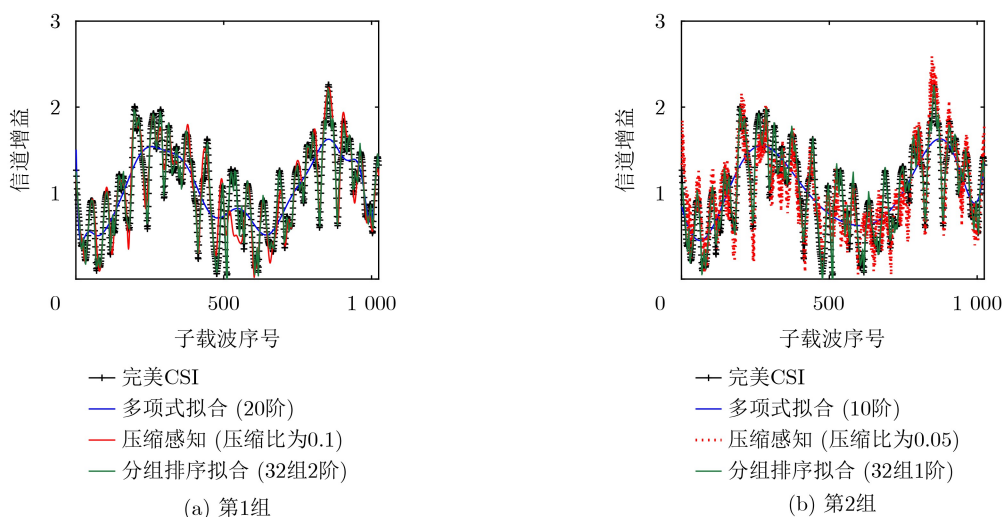 3
2
1
0
500
1 000
信道增益
子载波序号
完美CSI
多项式拟合 (20阶)
压缩感知 (压缩比为0.1)
分组排序拟合 (32组2阶)
(a) 第1组
3
2
1
0
500
1 000
信道增益
子载波序号
完美CSI
多项式拟合 (10阶)
压缩感知 (压缩比为0.05)
分组排序拟合 (32组1阶)
(b) 第2组